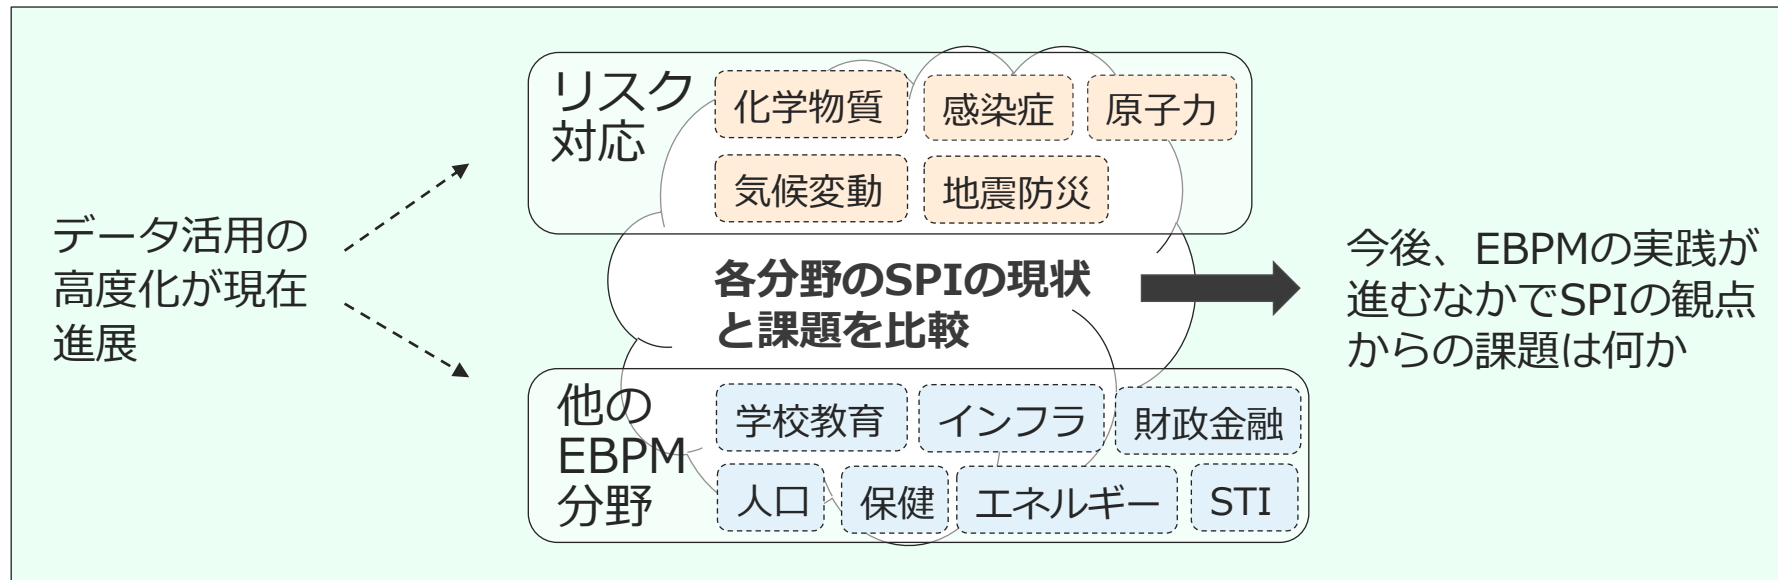 データ活用の
高度化が現在
進展
リスク
対応
化学物質
感染症
原子力
気候変動
地震防災
各分野のSPIの現状
と課題を比較
他の
EBPM
分野
学校教育
インフラ
財政金融
人口
保健
エネルギー
STI
今後、EBPMの実践が
進むなかでSPIの観点
からの課題は何か